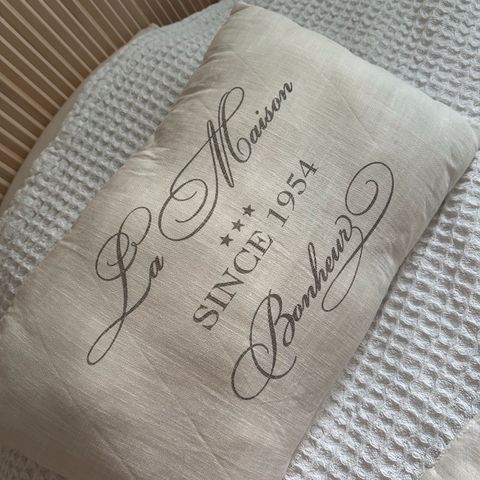 La Maison
★★★
SINCE 1954
Bonheur